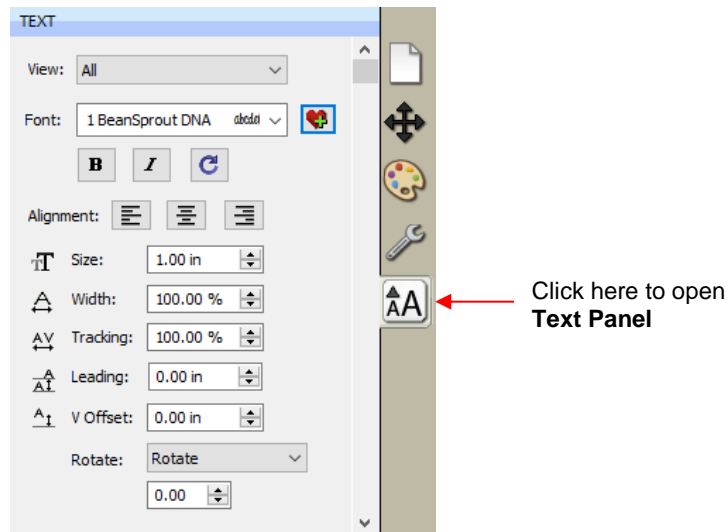 TEXT
View: All
Font: 1 BeanSprout DNA abcdef
B I
Alignment:
Size: 1.00 in
Width: 100.00 %
Tracking: 100.00 %
Leading: 0.00 in
V Offset: 0.00 in
Rotate: Rotate
0.00
Click here to open
Text Panel